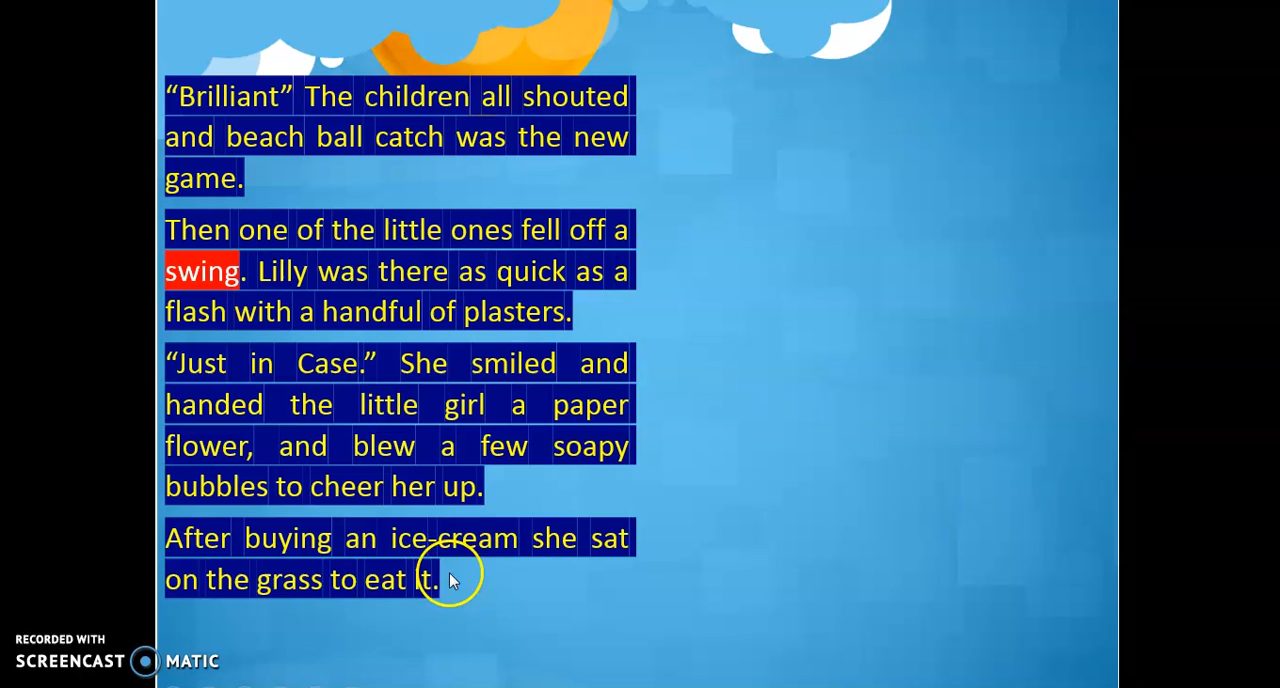 “Brilliant” The children all shouted
and beach ball catch was the new
game.
Then one of the little ones fell off a
swing. Lilly was there as quick as a
flash with a handful of plasters.
“Just in Case.” She smiled and
handed the little girl a paper
flower, and blew a few soapy
bubbles to cheer her up.
After buying an ice-cream she sat
on the grass to eat it.
RECORDED WITH
SCREENCAST MATIC